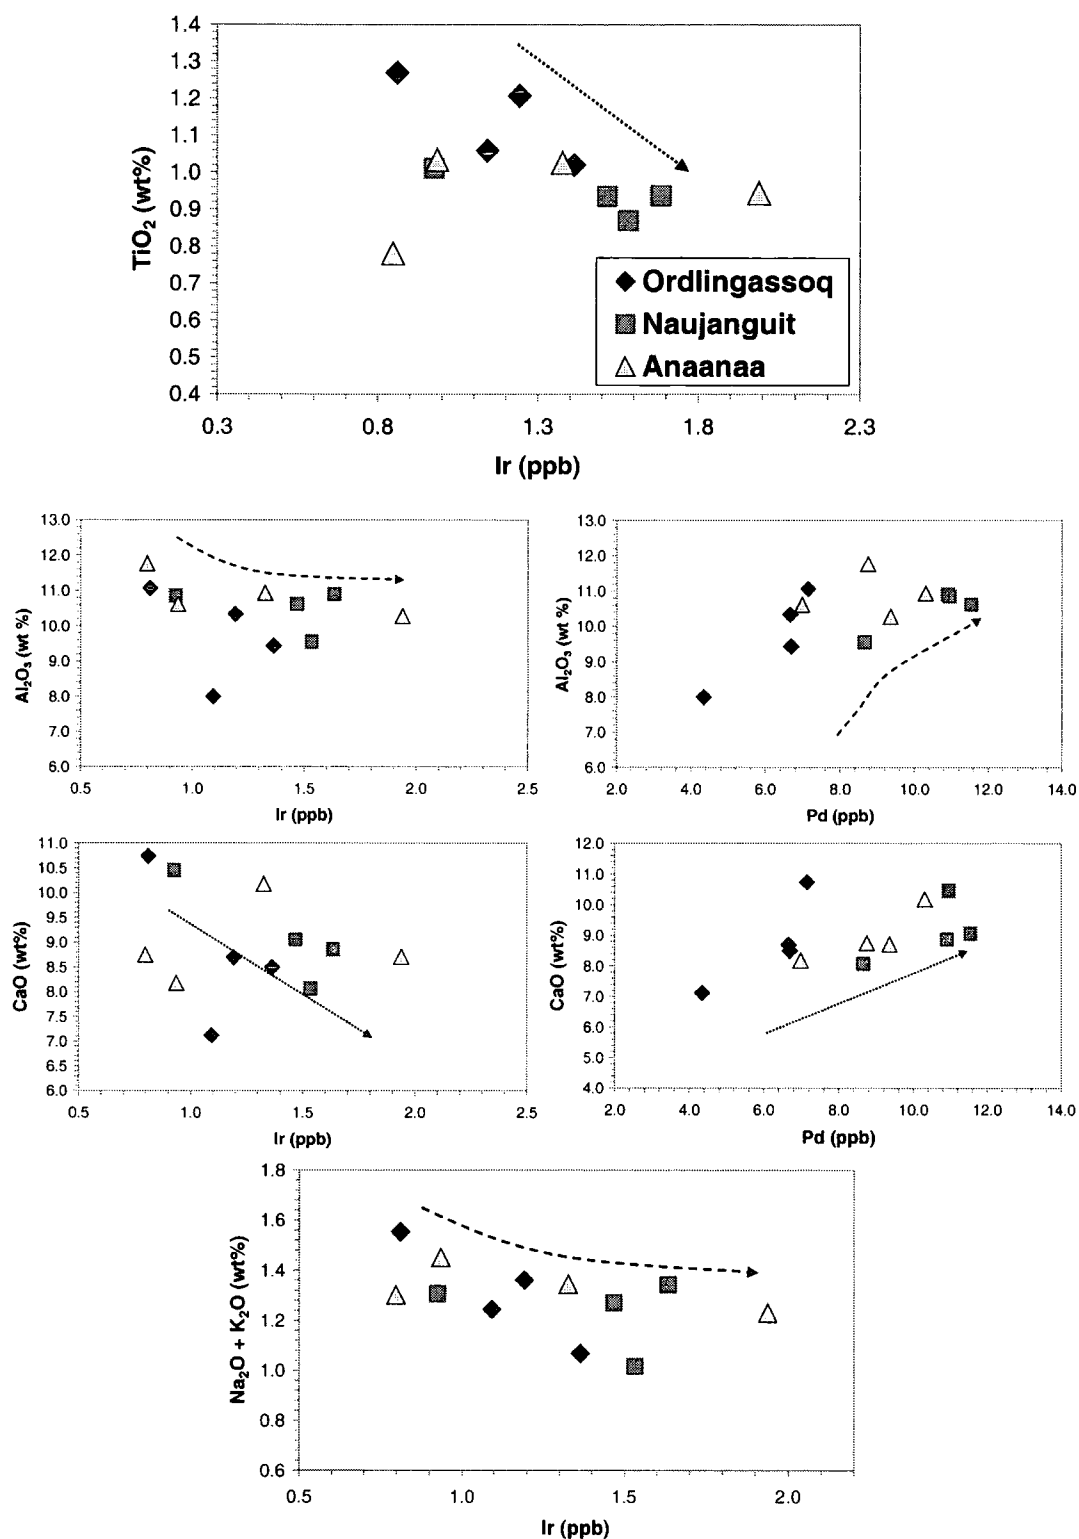 1.4
1.3
1.2
1.1
1.0
0.9
0.8
0.7
0.6
0.5
0.4
TiO₂ (wt%)
Ordlingassoq
Naujanguit
Anaanaa
0.3 0.8 1.3 1.8 2.3
Ir (ppb)
13.0
12.0
11.0
10.0
9.0
8.0
7.0
6.0
Al₂O₃ (wt %)
0.5 1.0 1.5 2.0 2.5
Ir (ppb)
13.0
12.0
11.0
10.0
9.0
8.0
7.0
6.0
Al₂O₃ (wt %)
2.0 4.0 6.0 8.0 10.0 12.0 14.0
Pd (ppb)
11.0
10.5
10.0
9.5
9.0
8.5
8.0
7.5
7.0
6.5
6.0
CaO (wt%)
0.5 1.0 1.5 2.0 2.5
Ir (ppb)
12.0
11.0
10.0
9.0
8.0
7.0
6.0
5.0
4.0
CaO (wt%)
2.0 4.0 6.0 8.0 10.0 12.0 14.0
Pd (ppb)
1.8
1.6
1.4
1.2
1.0
0.8
0.6
Na₂O + K₂O (wt%)
0.5 1.0 1.5 2.0
Ir (ppb)